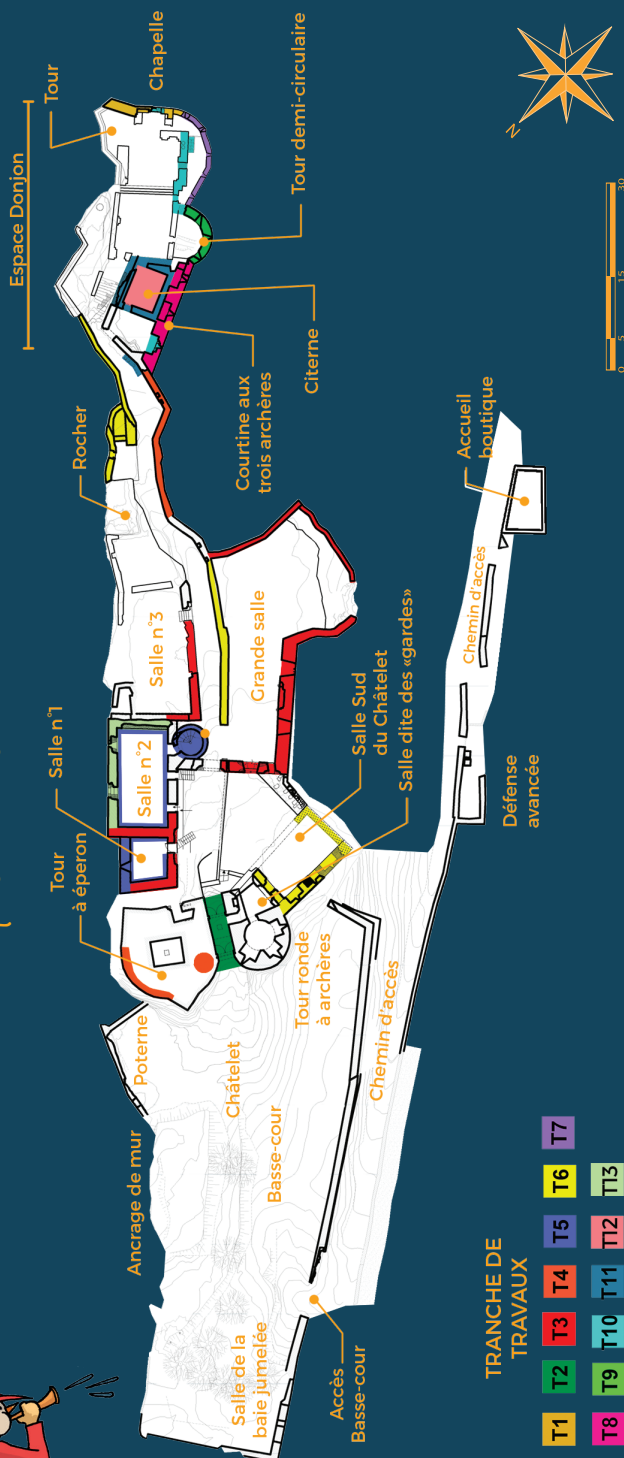 Espace Donjon
Tour
Chapelle
Tour demi-circulaire
Citerne
Courtine aux
trois archères
Rocher
Accueil
boutique
Chemin d'accès
Défense
avancée
Salle n°3
Grande salle
Salle n°1
Salle n°2
Salle Sud
du Châtelet
Salle dite des «gardes»
Tour
à éperon
Tour ronde
à archères
Poterne
Châtelet
Chemin d'accès
Ancrage de mur
Basse-cour
Salle de la
baie jumelée
Accès
Basse-cour
TRANCHE DE
TRAVAUX
T1 T2 T3 T4 T5 T6 T7
T8 T9 T10 T11 T12 T13
N
0 5 15 30